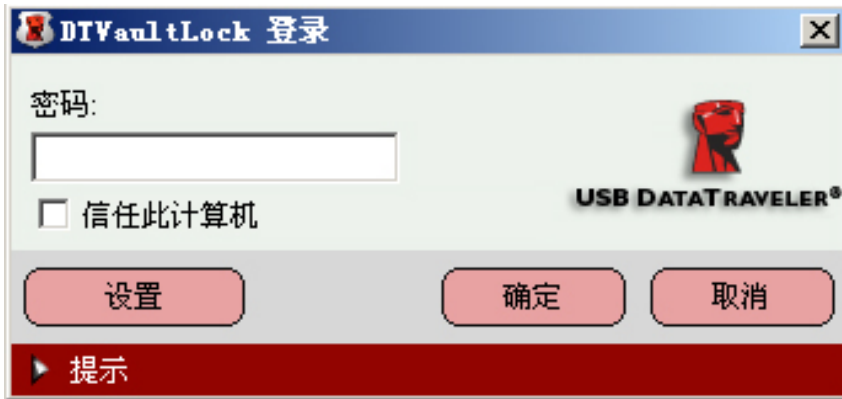 DTVaultLock 登录
密码:
信任此计算机
USB DATATRAVELER®
设置
确定
取消
提示